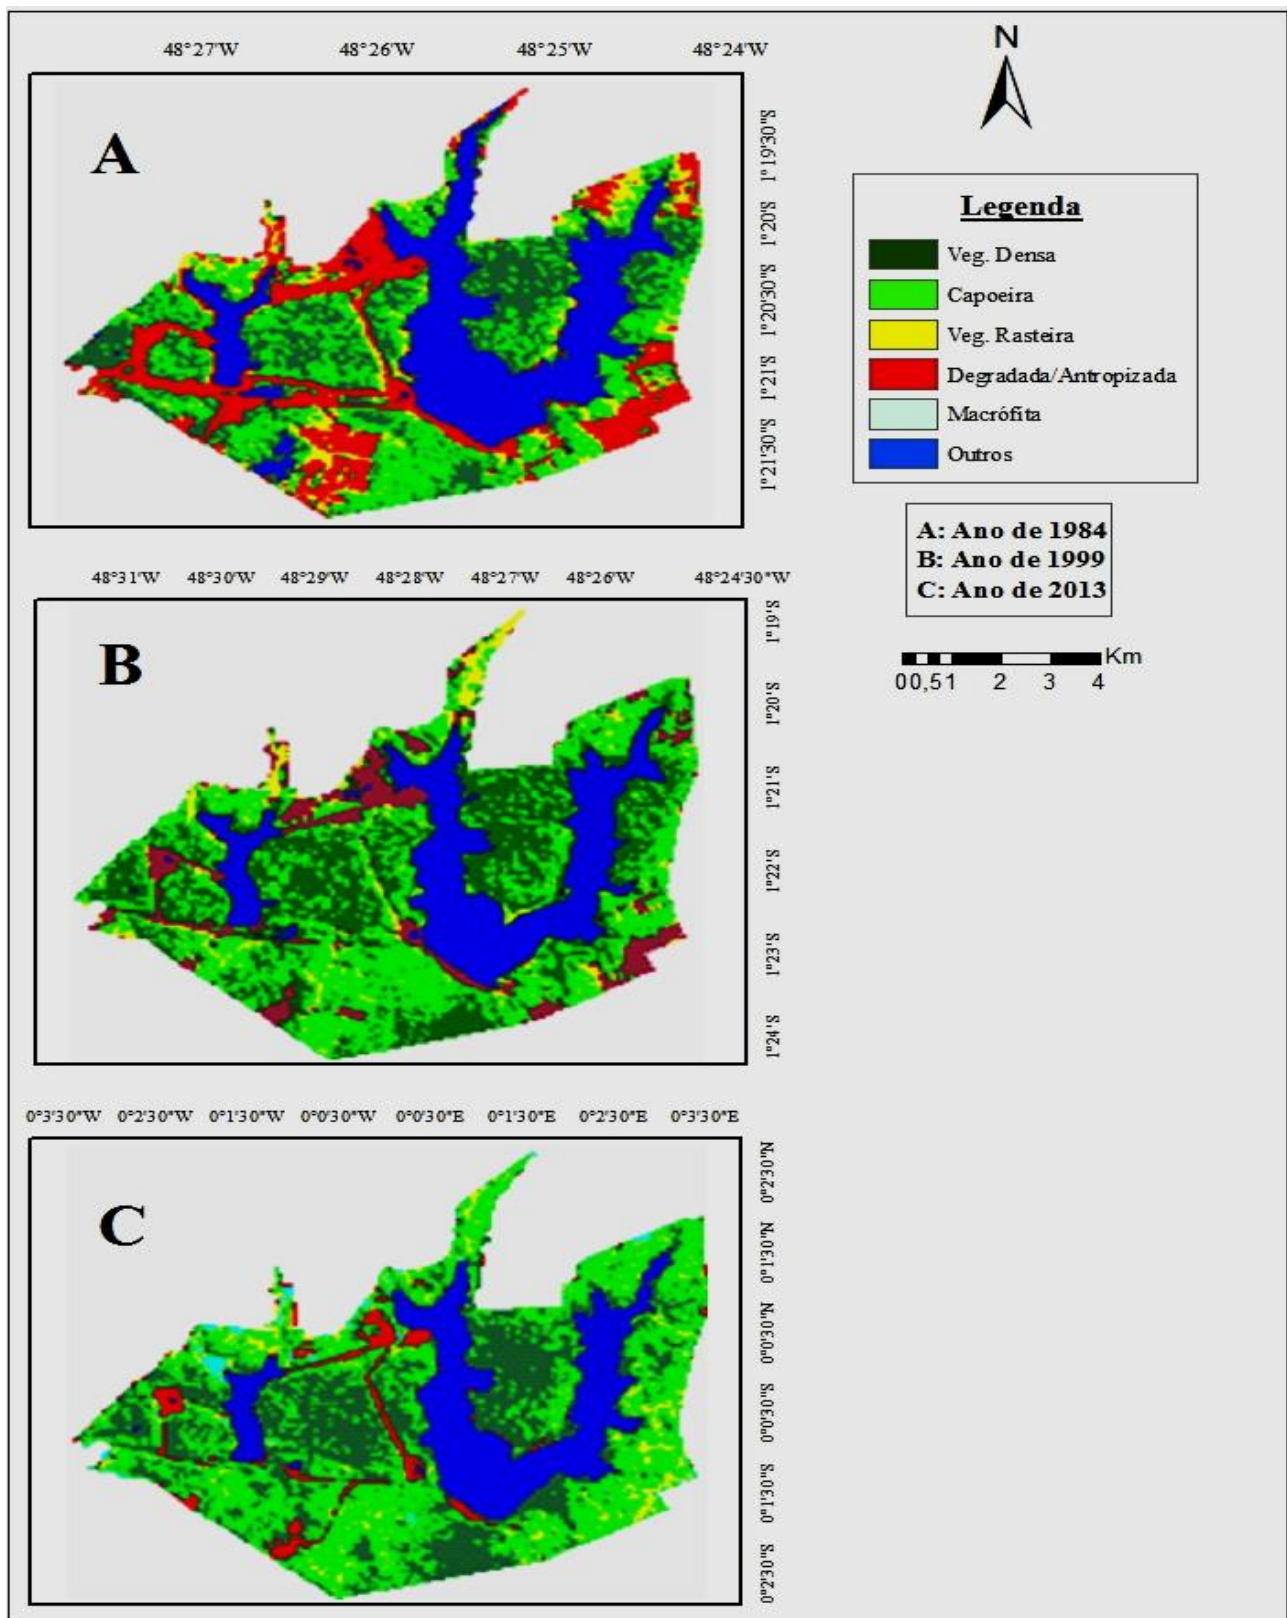 48°27'W 48°26'W 48°25'W 48°24'W
A
1°19'30"S
1°20'S
1°20'30"S
1°21'S
1°21'30"S
N
Legenda
Veg. Densa
Capoeira
Veg. Rasteira
Degradada/Antropizada
Macrófita
Outros
A: Ano de 1984
B: Ano de 1999
C: Ano de 2013
Km
0 0,5 1 2 3 4
48°31'W 48°30'W 48°29'W 48°28'W 48°27'W 48°26'W 48°24'30"W
B
1°19'S
1°20'S
1°21'S
1°22'S
1°23'S
1°24'S
0°3'30"W 0°2'30"W 0°1'30"W 0°0'30"W 0°0'30"E 0°1'30"E 0°2'30"E 0°3'30"E
C
0°2'30"N
0°1'30"N
0°0'30"N
0°0'30"S
0°1'30"S
0°2'30"S